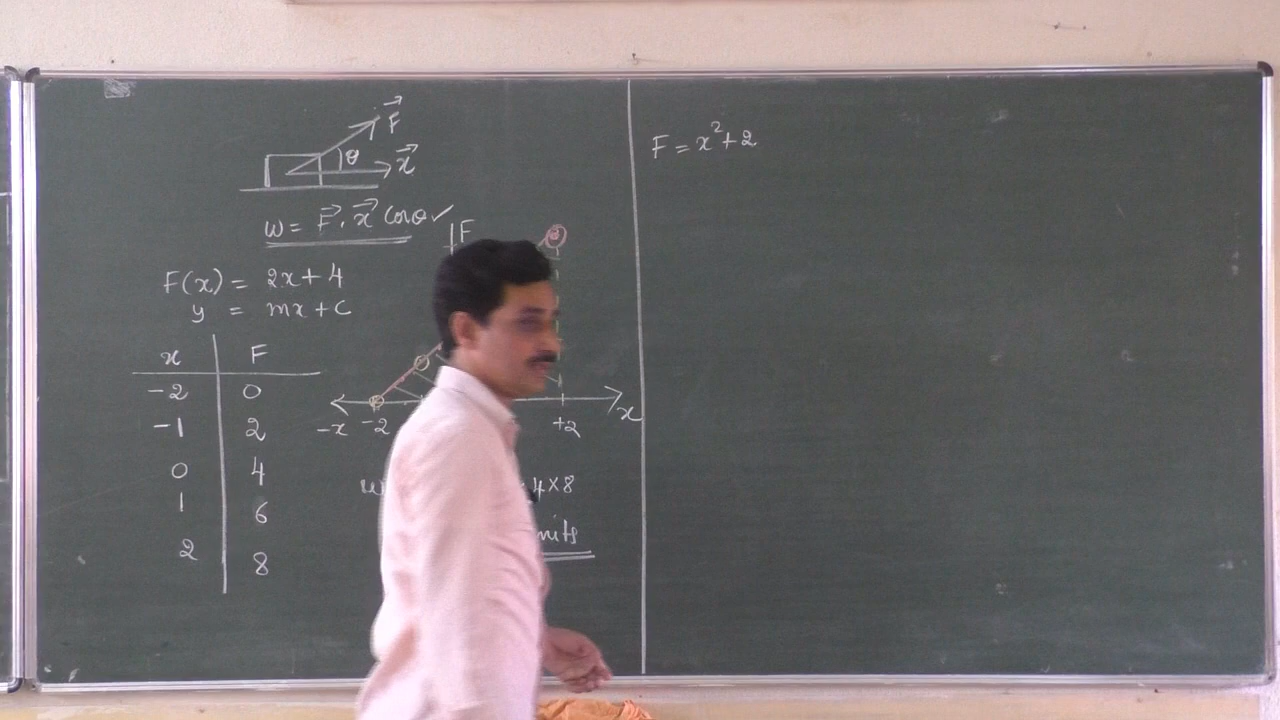 F⃗
θ
x⃗
W = F⃗ . x⃗ Cosθ ✓
F(x) = 2x + 4
y = mx + C
x F
-2 0
-1 2
0 4
1 6
2 8
F
-x -2 +2 x
4×8
F = x² + 2